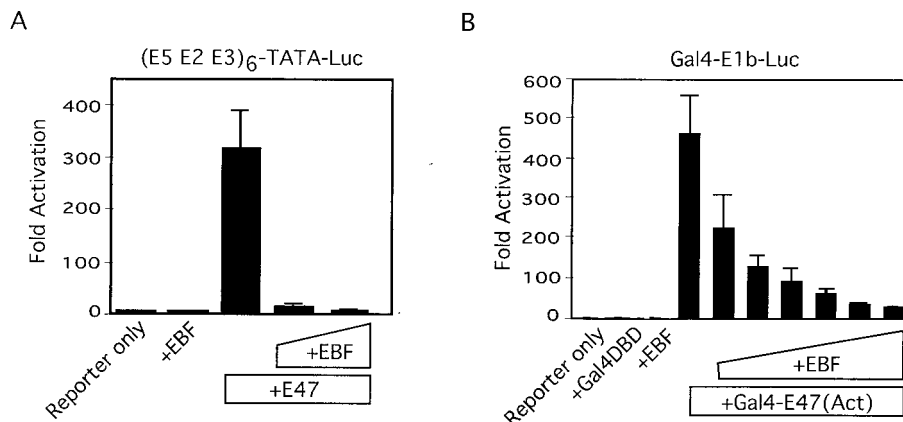 A
(E5 E2 E3)6-TATA-Luc
Fold Activation
400
300
200
100
0
Reporter only
+EBF
+EBF
+E47
B
Gal4-E1b-Luc
Fold Activation
600
500
400
300
200
100
0
Reporter only
+Gal4DBD
+EBF
+EBF
+Gal4-E47(Act)